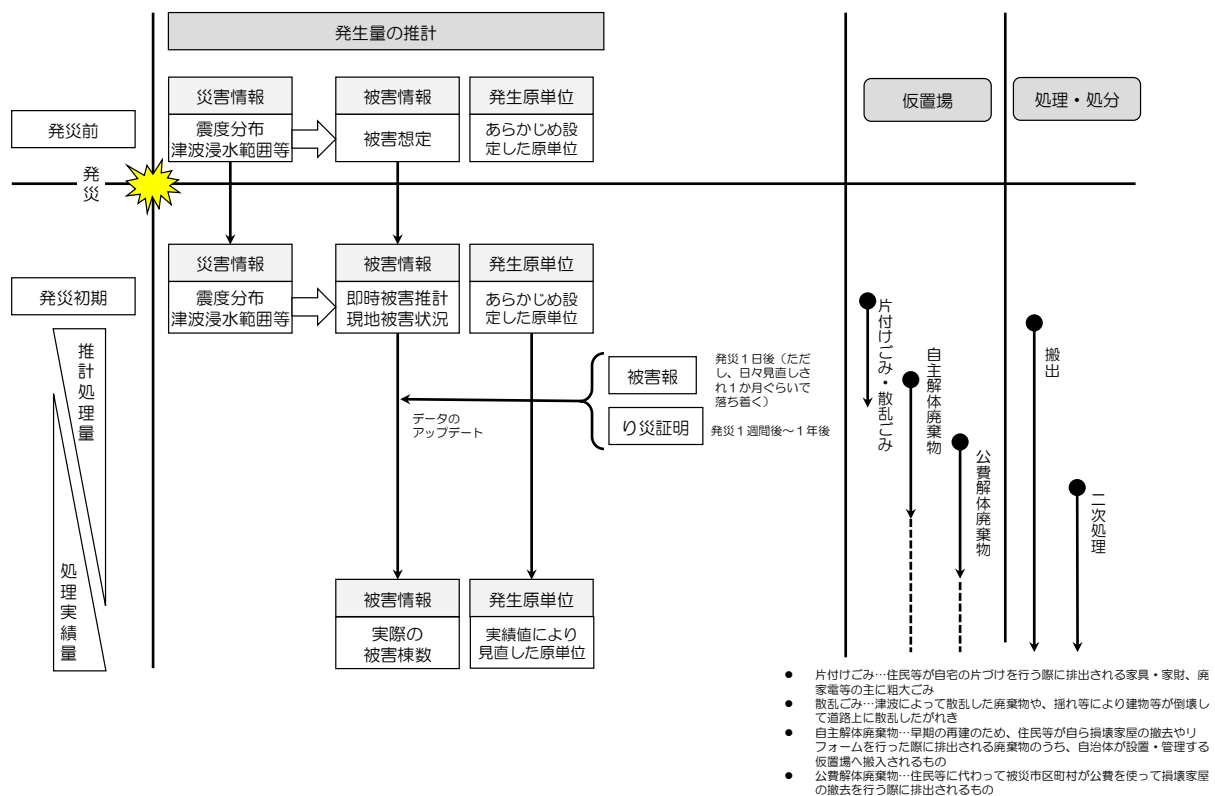 発生量の推計
仮置場
処理・処分
発災前
災害情報
震度分布
津波浸水範囲等
被害情報
被害想定
発生原単位
あらかじめ設
定した原単位
発災
発災初期
災害情報
震度分布
津波浸水範囲等
被害情報
即時被害推計
現地被害状況
発生原単位
あらかじめ設
定した原単位
推計処理量
処理実績量
データの
アップデート
被害報
発災1日後（ただ
し、日々見直しさ
れ1か月ぐらいで
落ち着く）
り災証明
発災1週間後～1年後
被害情報
実際の
被害棟数
発生原単位
実績値により
見直した原単位
片付けごみ・散乱ごみ
自主解体廃棄物
公費解体廃棄物
搬出
二次処理
● 片付けごみ…住民等が自宅の片づけを行う際に排出される家具・家財、廃
家電等の主に粗大ごみ
● 散乱ごみ…津波によって散乱した廃棄物や、揺れ等により建物等が倒壊し
て道路上に散乱したがれき
● 自主解体廃棄物…早期の再建のため、住民等が自ら損壊家屋の撤去やリ
フォームを行った際に排出される廃棄物のうち、自治体が設置・管理する
仮置場へ搬入されるもの
● 公費解体廃棄物…住民等に代わって被災市区町村が公費を使って損壊家屋
の撤去を行う際に排出されるもの